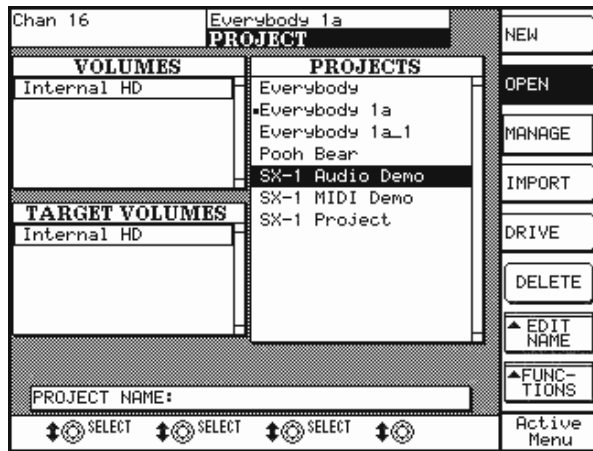 Chan 16
Everybody 1a
PROJECT
VOLUMES
Internal HD
TARGET VOLUMES
Internal HD
PROJECTS
Everybody
Everybody 1a
Everybody 1a_1
Pooh Bear
SX-1 Audio Demo
SX-1 MIDI Demo
SX-1 Project
PROJECT NAME:
SELECT SELECT SELECT
NEW
OPEN
MANAGE
IMPORT
DRIVE
DELETE
EDIT
NAME
FUNC-
TIONS
Active
Menu